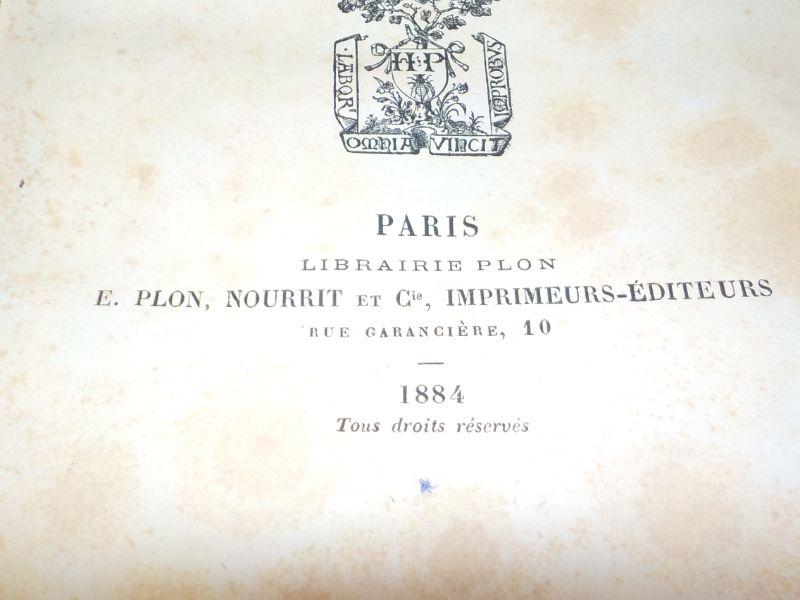 LABOR
H P
IMPROBUS
OMNIA VINCIT
PARIS
LIBRAIRIE PLON
E. PLON, NOURRIT ET Cie, IMPRIMEURS-ÉDITEURS
RUE GARANCIÈRE, 10
1884
Tous droits réservés